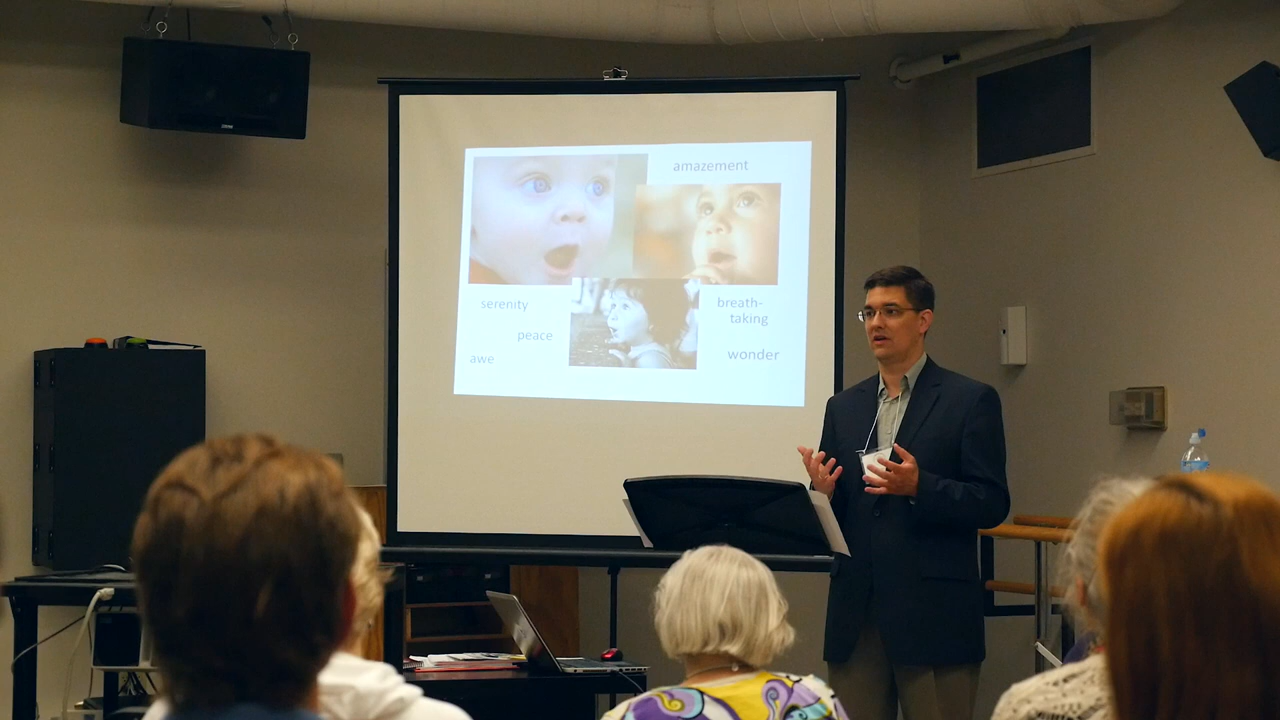 amazement
serenity
breath-
taking
peace
wonder
awe